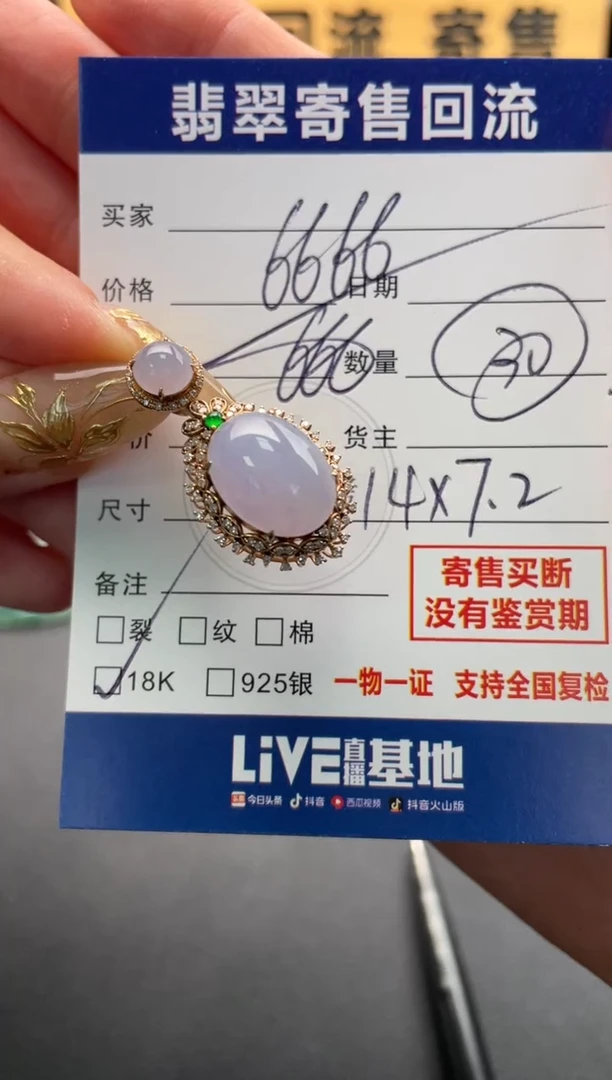 回流 寄售
翡翠寄售回流
买家
6666
价格 日期
666 数量 30
价 货主
尺寸 14x7.2
备注
寄售买断
没有鉴赏期
裂 纹 棉
18K 925银 一物一证 支持全国复检
LiVE直播基地
头条 今日头条 抖音 西瓜视频 抖音火山版